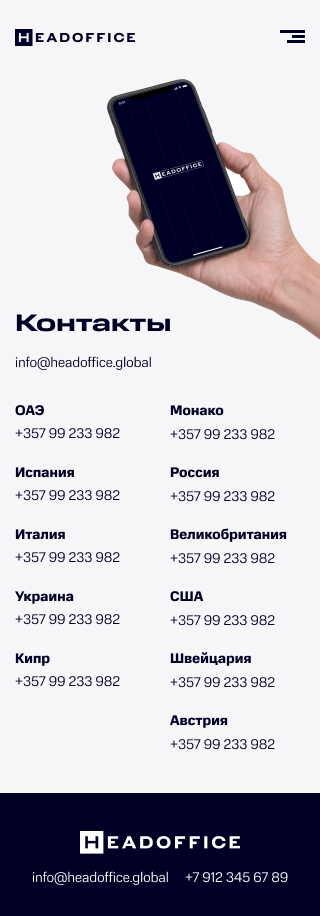 HEADOFFICE
HEADOFFICE
Контакты
info@headoffice.global
ОАЭ
+357 99 233 982
Испания
+357 99 233 982
Италия
+357 99 233 982
Украина
+357 99 233 982
Кипр
+357 99 233 982
Монако
+357 99 233 982
Россия
+357 99 233 982
Великобритания
+357 99 233 982
США
+357 99 233 982
Швейцария
+357 99 233 982
Австрия
+357 99 233 982
HEADOFFICE
info@headoffice.global +7 912 345 67 89